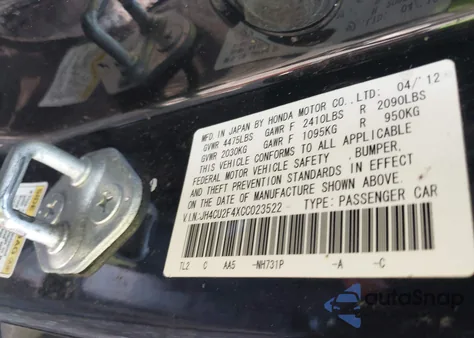 MFD. IN JAPAN BY HONDA MOTOR CO., LTD. 04/12
GVWR 4475LBS GAWR F 2410LBS R 2090LBS
GVWR 2030KG GAWR F 1095KG R 950KG
THIS VEHICLE CONFORMS TO ALL APPLICABLE
FEDERAL MOTOR VEHICLE SAFETY, BUMPER,
THEFT PREVENTION STANDARDS IN EFFECT
ON THE DATE OF MANUFACTURE SHOWN ABOVE.
V.I.N:JH4CU2F4XCC023522 TYPE: PASSENGER CAR
TL2 C AA5 -NH731P -A -C
autoSnap